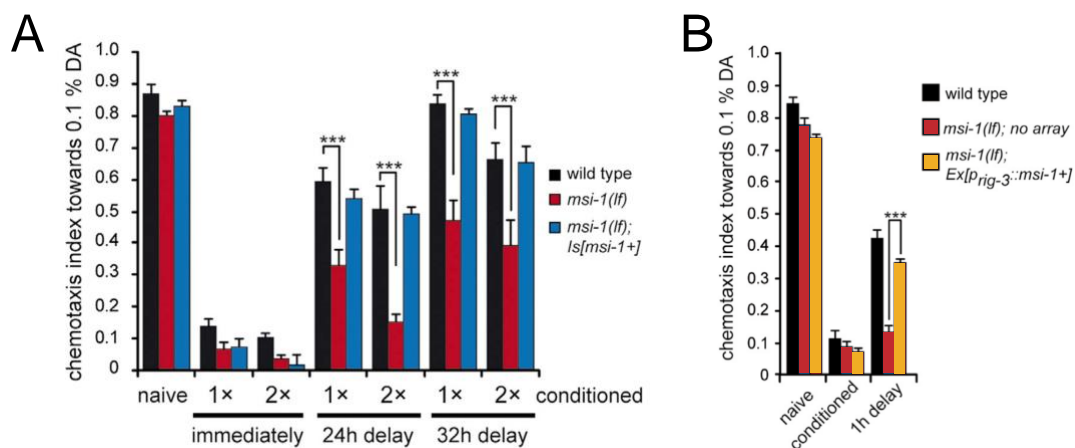 A
chemotaxis index towards 0.1 % DA
1.0
0.9
0.8
0.7
0.6
0.5
0.4
0.3
0.2
0.1
0
***
***
***
***
wild type
msi-1(lf)
msi-1(lf);
Is[msi-1+]
naive 1× 2× 1× 2× 1× 2× conditioned
immediately 24h delay 32h delay
B
chemotaxis index towards 0.1 % DA
1.0
0.9
0.8
0.7
0.6
0.5
0.4
0.3
0.2
0.1
0
***
wild type
msi-1(lf); no array
msi-1(lf);
Ex[prig-3::msi-1+]
naive
conditioned
1h delay